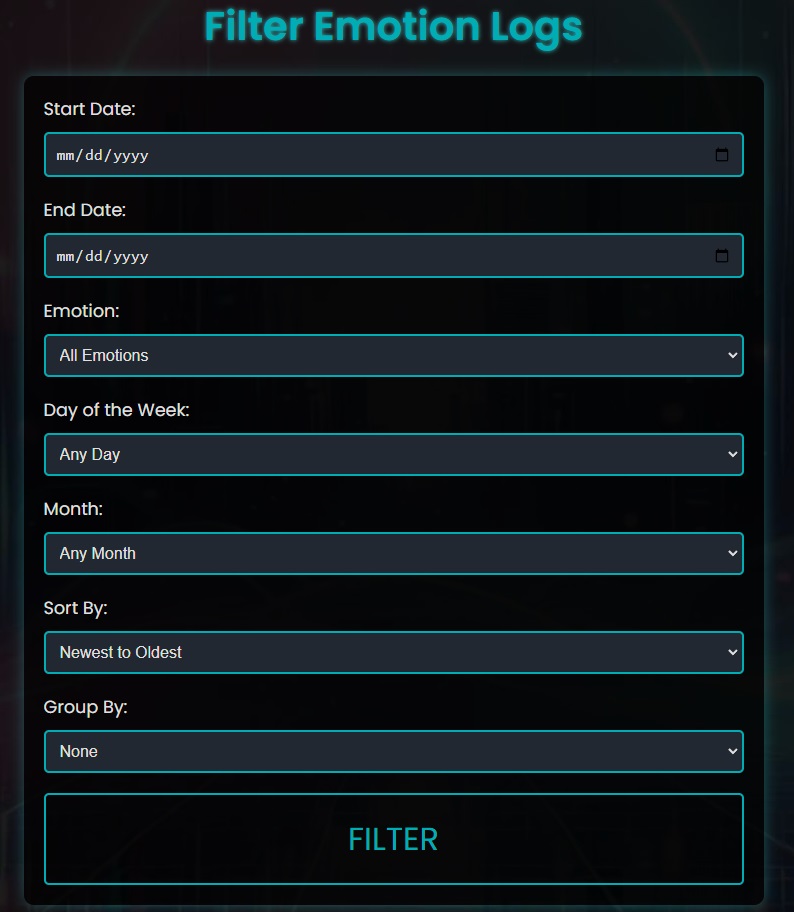 Filter Emotion Logs
Start Date:
mm/dd/yyyy
End Date:
mm/dd/yyyy
Emotion:
All Emotions
Day of the Week:
Any Day
Month:
Any Month
Sort By:
Newest to Oldest
Group By:
None
FILTER